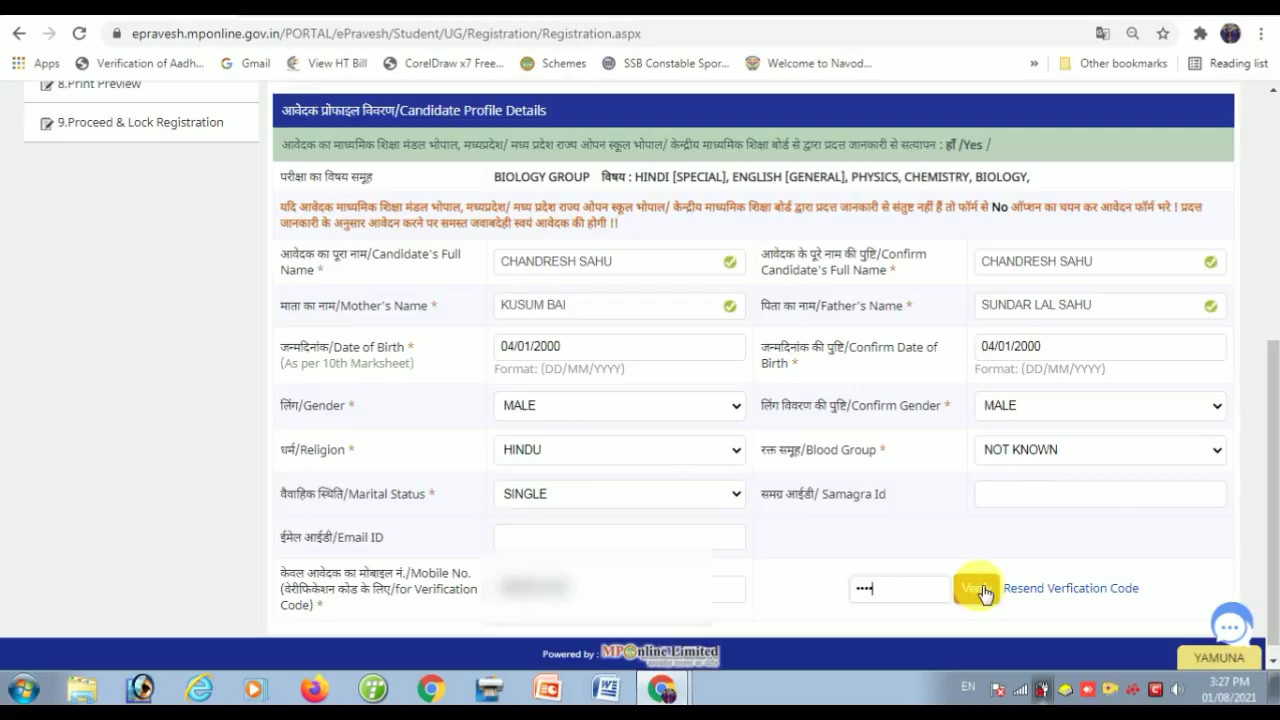 epravesh.mponline.gov.in/PORTAL/ePravesh/Student/UG/Registration/Registration.aspx
Apps Verification of Aadh... Gmail View HT Bill CorelDraw x7 Free... Schemes SSB Constable Spor... Welcome to Navod... » Other bookmarks Reading list
8.Print Preview
9.Proceed & Lock Registration
आवेदक प्रोफाइल विवरण/Candidate Profile Details
आवेदक का माध्यमिक शिक्षा मंडल भोपाल, मध्यप्रदेश/ मध्य प्रदेश राज्य ओपन स्कूल भोपाल/ केन्द्रीय माध्यमिक शिक्षा बोर्ड से द्वारा प्रदत्त जानकारी से सत्यापन : हाँ /Yes /
परीक्षा का विषय समूह BIOLOGY GROUP विषय : HINDI [SPECIAL], ENGLISH [GENERAL], PHYSICS, CHEMISTRY, BIOLOGY,
यदि आवेदक माध्यमिक शिक्षा मंडल भोपाल, मध्यप्रदेश/ मध्य प्रदेश राज्य ओपन स्कूल भोपाल/ केन्द्रीय माध्यमिक शिक्षा बोर्ड द्वारा प्रदत्त जानकारी से संतुष्ट नहीं हैं तो फॉर्म से No ऑप्शन का चयन कर आवेदन फॉर्म भरे ! प्रदत्त
जानकारी के अनुसार आवेदन करने पर समस्त जवाबदेही स्वयं आवेदक की होगी !!
आवेदक का पूरा नाम/Candidate's Full
Name * CHANDRESH SAHU
आवेदक के पूरे नाम की पुष्टि/Confirm
Candidate's Full Name * CHANDRESH SAHU
माता का नाम/Mother's Name * KUSUM BAI पिता का नाम/Father's Name * SUNDAR LAL SAHU
जन्मदिनांक/Date of Birth * 04/01/2000
(As per 10th Marksheet) Format: (DD/MM/YYYY)
जन्मदिनांक की पुष्टि/Confirm Date of
Birth * 04/01/2000
Format: (DD/MM/YYYY)
लिंग/Gender * MALE लिंग विवरण की पुष्टि/Confirm Gender * MALE
धर्म/Religion * HINDU रक्त समूह/Blood Group * NOT KNOWN
वैवाहिक स्थिति/Marital Status * SINGLE समग्र आईडी/ Samagra Id
ईमेल आईडी/Email ID
केवल आवेदक का मोबाइल नं./Mobile No.
(वेरीफिकेशन कोड के लिए/for Verification
Code) *
Resend Verfication Code
Powered by : MPOnline Limited
YAMUNA
EN 3:27 PM
01/08/2021